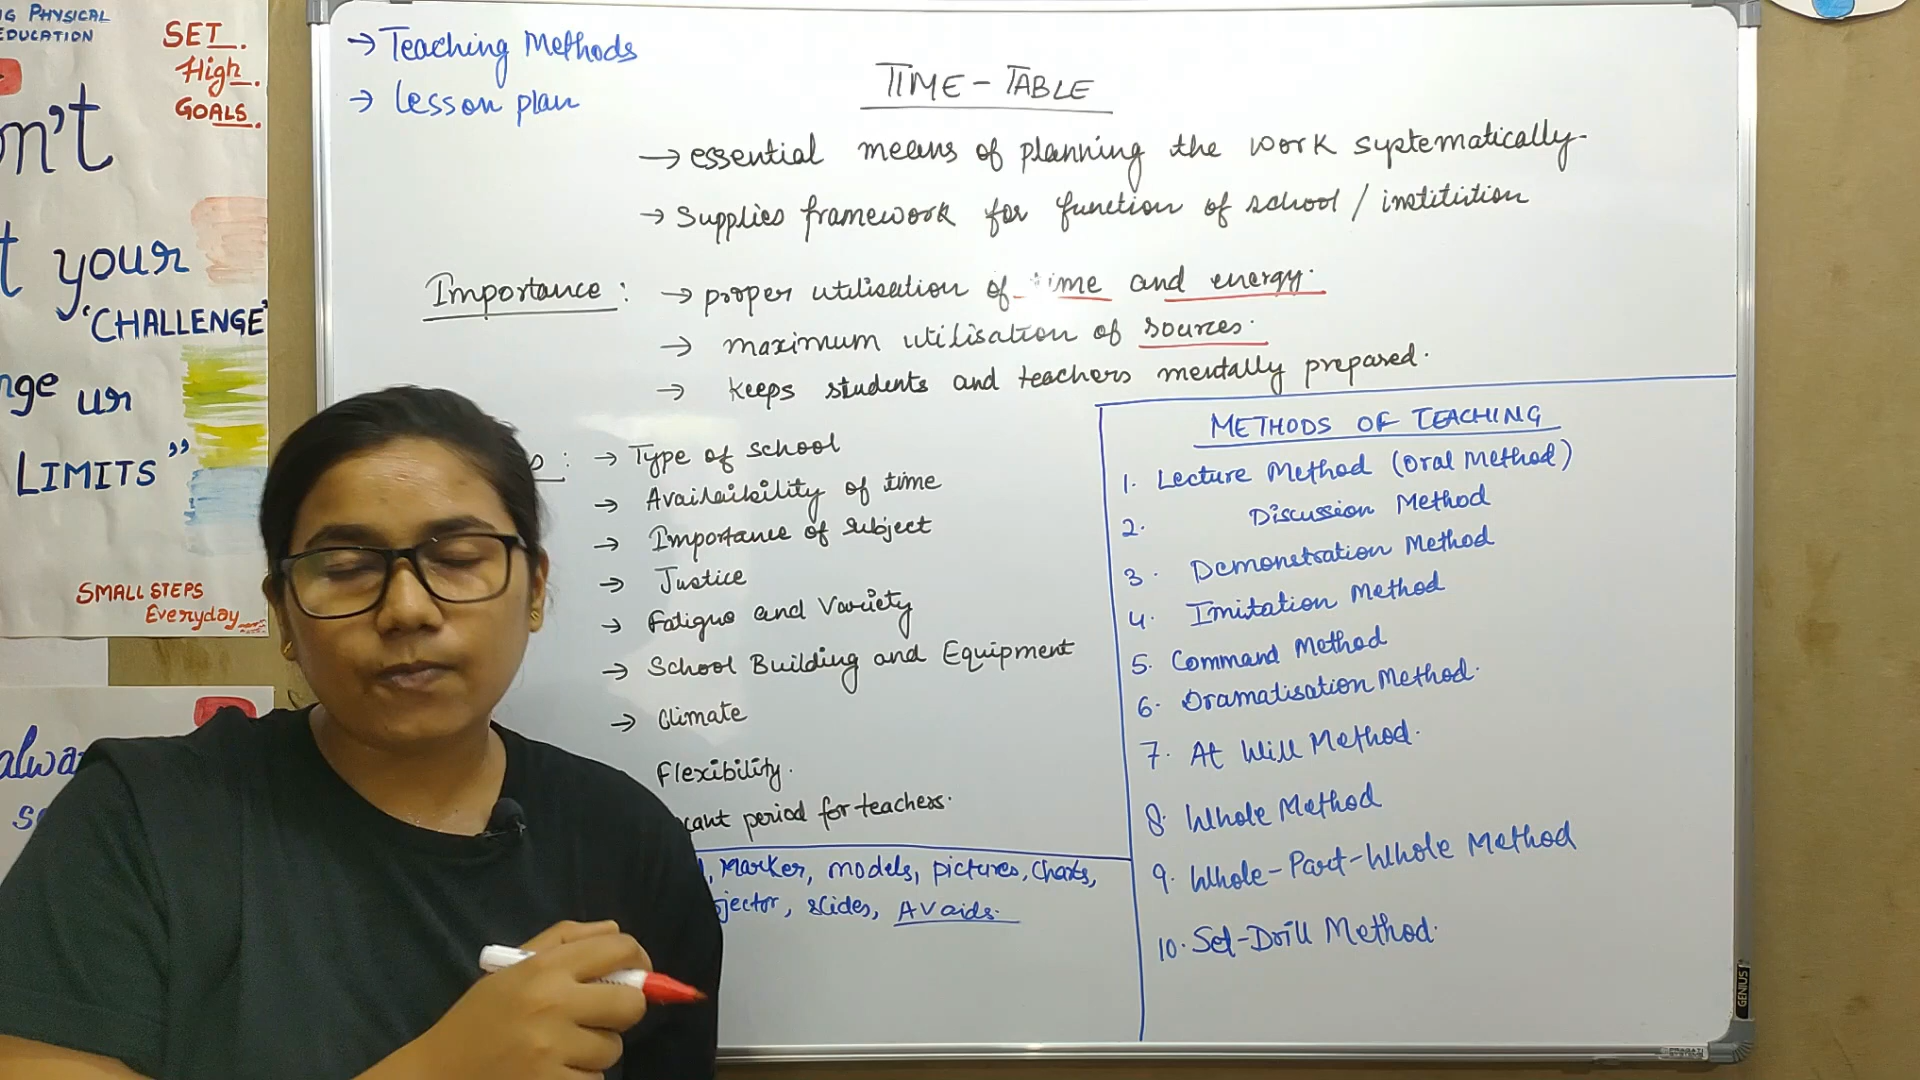 PHYSICAL
EDUCATION
SET.
High.
GOALS.
n't
your
'CHALLENGE'
ur
LIMITS"
SMALL STEPS
Everyday
→ Teaching Methods
→ Lesson plan
TIME-TABLE
→ essential means of planning the work systematically.
→ Supplies framework for function of school / institution
Importance : → proper utilisation of time and energy.
→ maximum utilisation of sources.
→ keeps students and teachers mentally prepared.
: → Type of school
→ Availability of time
→ Importance of subject
→ Justice
→ Fatigue and Variety
→ School Building and Equipment
→ Climate
Flexibility.
period for teachers.
, Marker, models, pictures, charts,
slides, AV aids.
METHODS OF TEACHING
1. Lecture Method (Oral Method)
2. Discussion Method
3. Demonstration Method
4. Imitation Method
5. Command Method
6. Dramatisation Method.
7. At Will Method.
8. Whole Method
9. Whole-Part-Whole Method
10. Set-Drill Method.
GENIUS